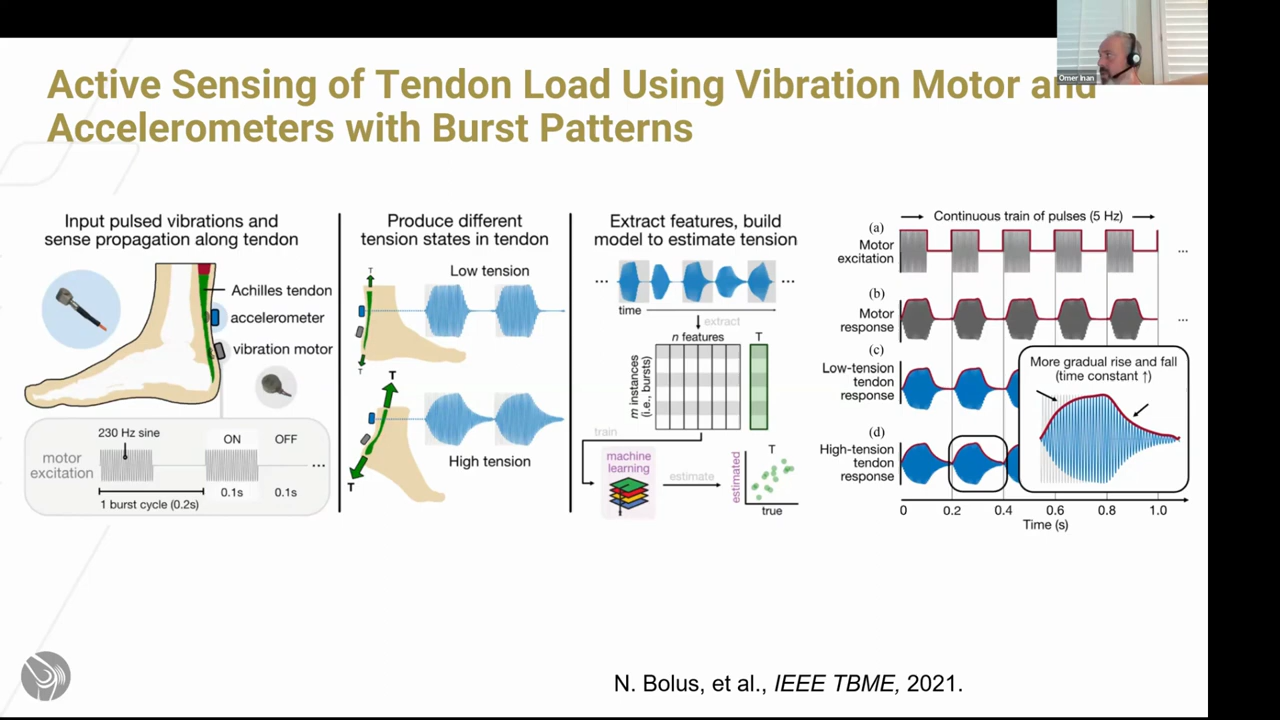 Omer Inan
Active Sensing of Tendon Load Using Vibration Motor and
Accelerometers with Burst Patterns
Input pulsed vibrations and
sense propagation along tendon
Achilles tendon
accelerometer
vibration motor
230 Hz sine
ON
OFF
motor
excitation
...
1 burst cycle (0.2s)
0.1s
0.1s
Produce different
tension states in tendon
T
Low tension
T
T
High tension
T
Extract features, build
model to estimate tension
...
...
time
extract
n features
T
m instances
(i.e., bursts)
train
machine
learning
estimate
T
estimated
true
Continuous train of pulses (5 Hz)
(a)
Motor
excitation
...
(b)
Motor
response
...
(c)
Low-tension
tendon
response
More gradual rise and fall
(time constant ↑)
(d)
High-tension
tendon
response
0 0.2 0.4 0.6 0.8 1.0
Time (s)
N. Bolus, et al., IEEE TBME, 2021.